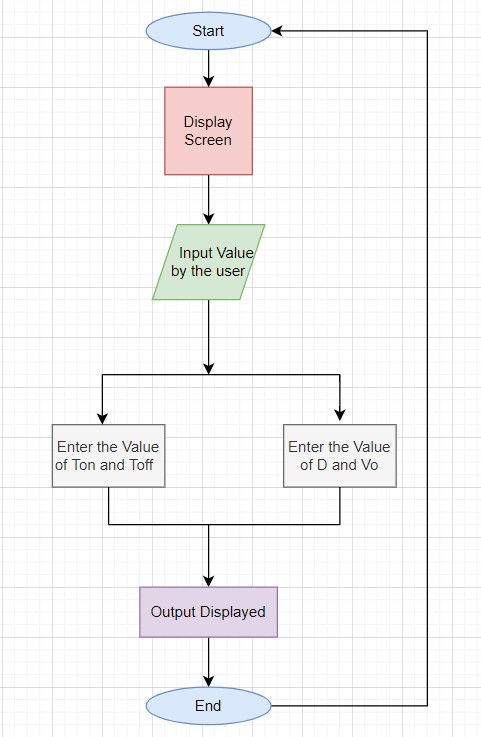 Start
Display
Screen
Input Value
by the user
Enter the Value
of Ton and Toff
Enter the Value
of D and Vo
Output Displayed
End